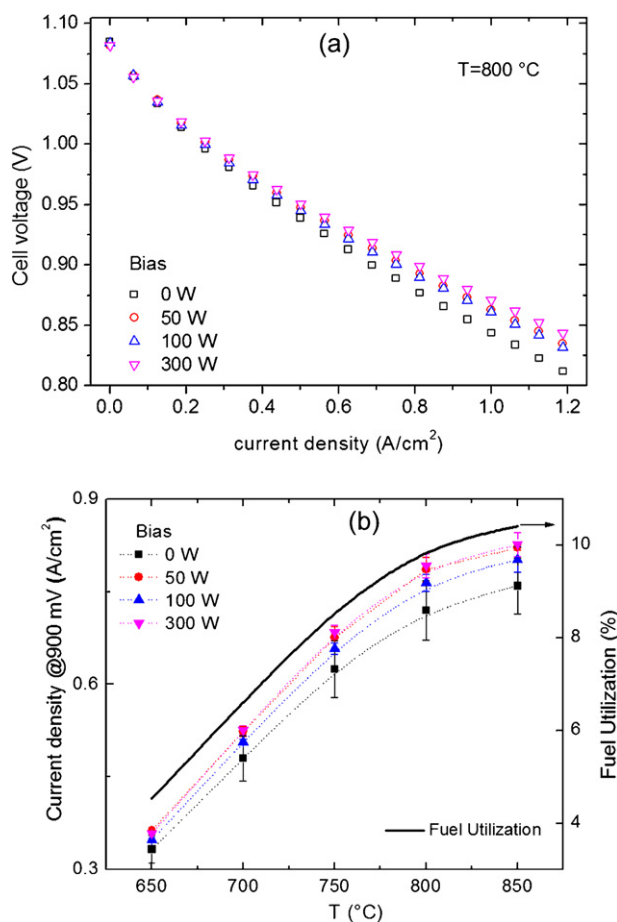 (a)
T=800 °C
1.10
1.05
1.00
0.95
0.90
0.85
0.80
Cell voltage (V)
Bias
0 W
50 W
100 W
300 W
0.0 0.2 0.4 0.6 0.8 1.0 1.2
current density (A/cm²)
(b)
0.9
0.6
0.3
Current density @900 mV (A/cm²)
Bias
0 W
50 W
100 W
300 W
10
8
6
4
Fuel Utilization (%)
Fuel Utilization
650 700 750 800 850
T (°C)